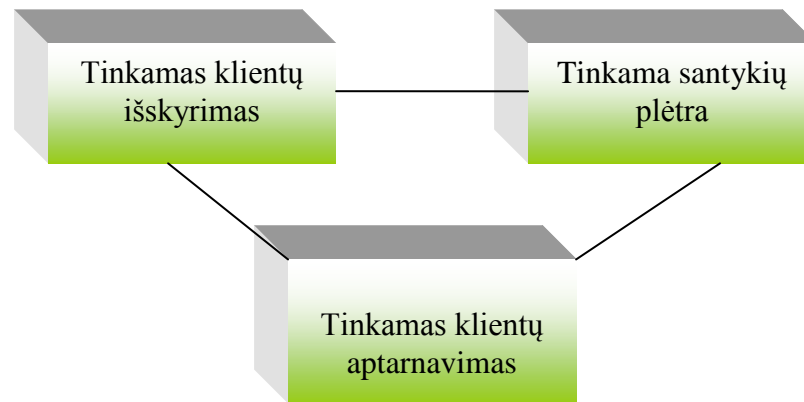 Tinkamas klientų
išskyrimas
Tinkama santykių
plėtra
Tinkamas klientų
aptarnavimas